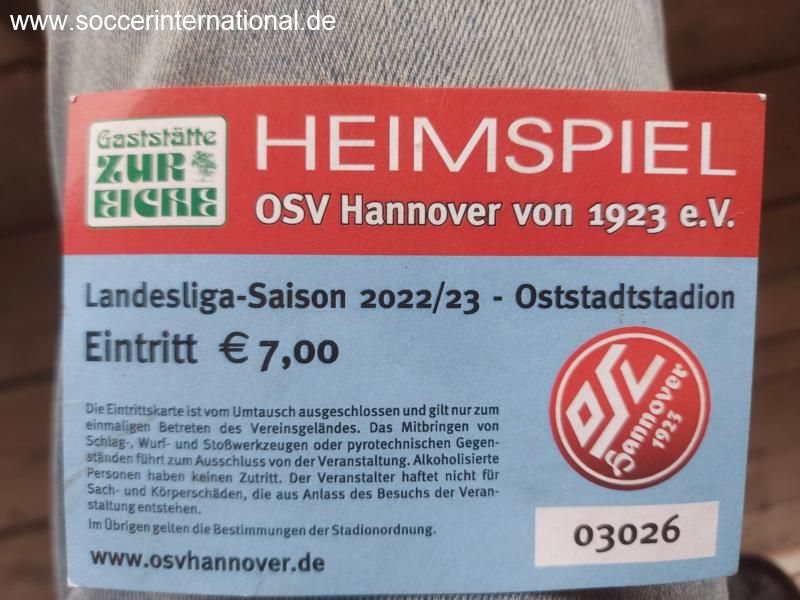 www.soccerinternational.de
Gaststätte
ZUR
EICHE
HEIMSPIEL
OSV Hannover von 1923 e.V.
Landesliga-Saison 2022/23 - Oststadtstadion
Eintritt € 7,00
Die Eintrittskarte ist vom Umtausch ausgeschlossen und gilt nur zum
einmaligen Betreten des Vereinsgeländes. Das Mitbringen von
Schlag-, Wurf- und Stoßwerkzeugen oder pyrotechnischen Gegen-
ständen führt zum Ausschluss von der Veranstaltung. Alkoholisierte
Personen haben keinen Zutritt. Der Veranstalter haftet nicht für
Sach- und Körperschäden, die aus Anlass des Besuchs der Veran-
staltung entstehen.
Im Übrigen gelten die Bestimmungen der Stadionordnung.
www.osvhannover.de
OSV
Hannover
1923
03026